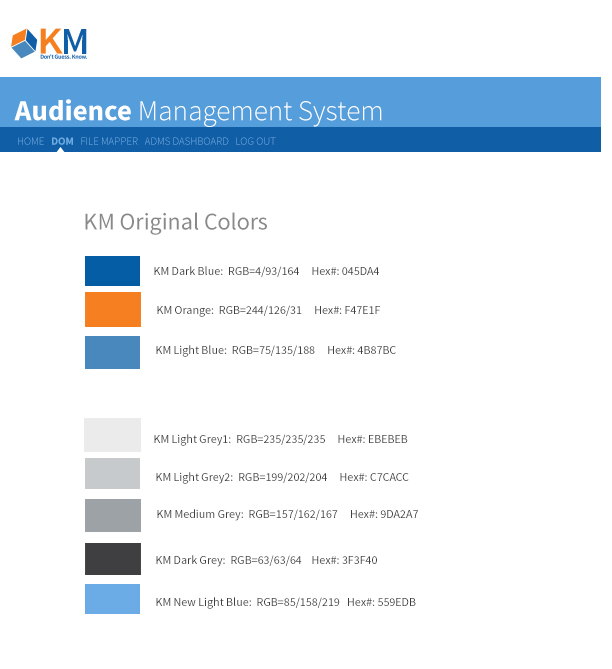 KM
Don't Guess. Know.
Audience Management System
HOME DOM FILE MAPPER ADMS DASHBOARD LOG OUT
KM Original Colors
KM Dark Blue: RGB=4/93/164 Hex#: 045DA4
KM Orange: RGB=244/126/31 Hex#: F47E1F
KM Light Blue: RGB=75/135/188 Hex#: 4B87BC
KM Light Grey1: RGB=235/235/235 Hex#: EBEBEB
KM Light Grey2: RGB=199/202/204 Hex#: C7CACC
KM Medium Grey: RGB=157/162/167 Hex#: 9DA2A7
KM Dark Grey: RGB=63/63/64 Hex#: 3F3F40
KM New Light Blue: RGB=85/158/219 Hex#: 559EDB